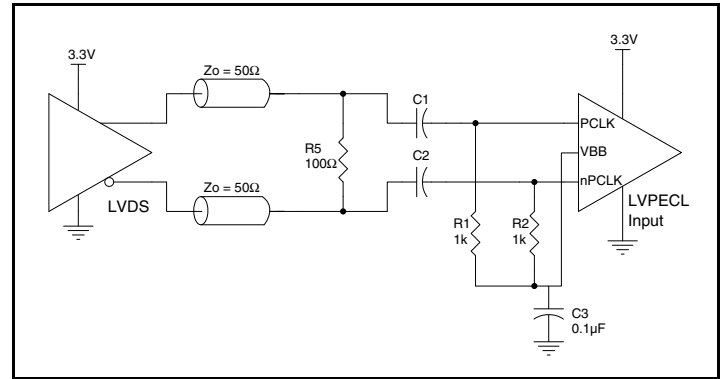 3.3V
3.3V
Zo = 50Ω
C1
PCLK
R5
100Ω
C2
VBB
Zo = 50Ω
nPCLK
LVDS
R1
1k
R2
1k
LVPECL
Input
C3
0.1µF